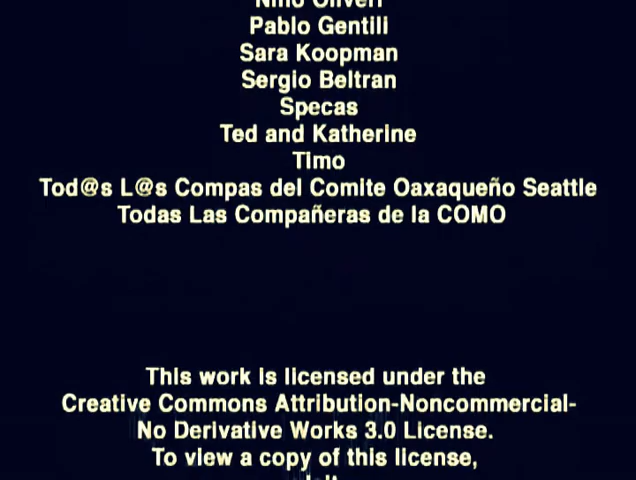 Nino Oliveri
Pablo Gentili
Sara Koopman
Sergio Beltran
Specas
Ted and Katherine
Timo
Tod@s L@s Compas del Comite Oaxaqueño Seattle
Todas Las Compañeras de la COMO
This work is licensed under the
Creative Commons Attribution-Noncommercial-
No Derivative Works 3.0 License.
To view a copy of this license,